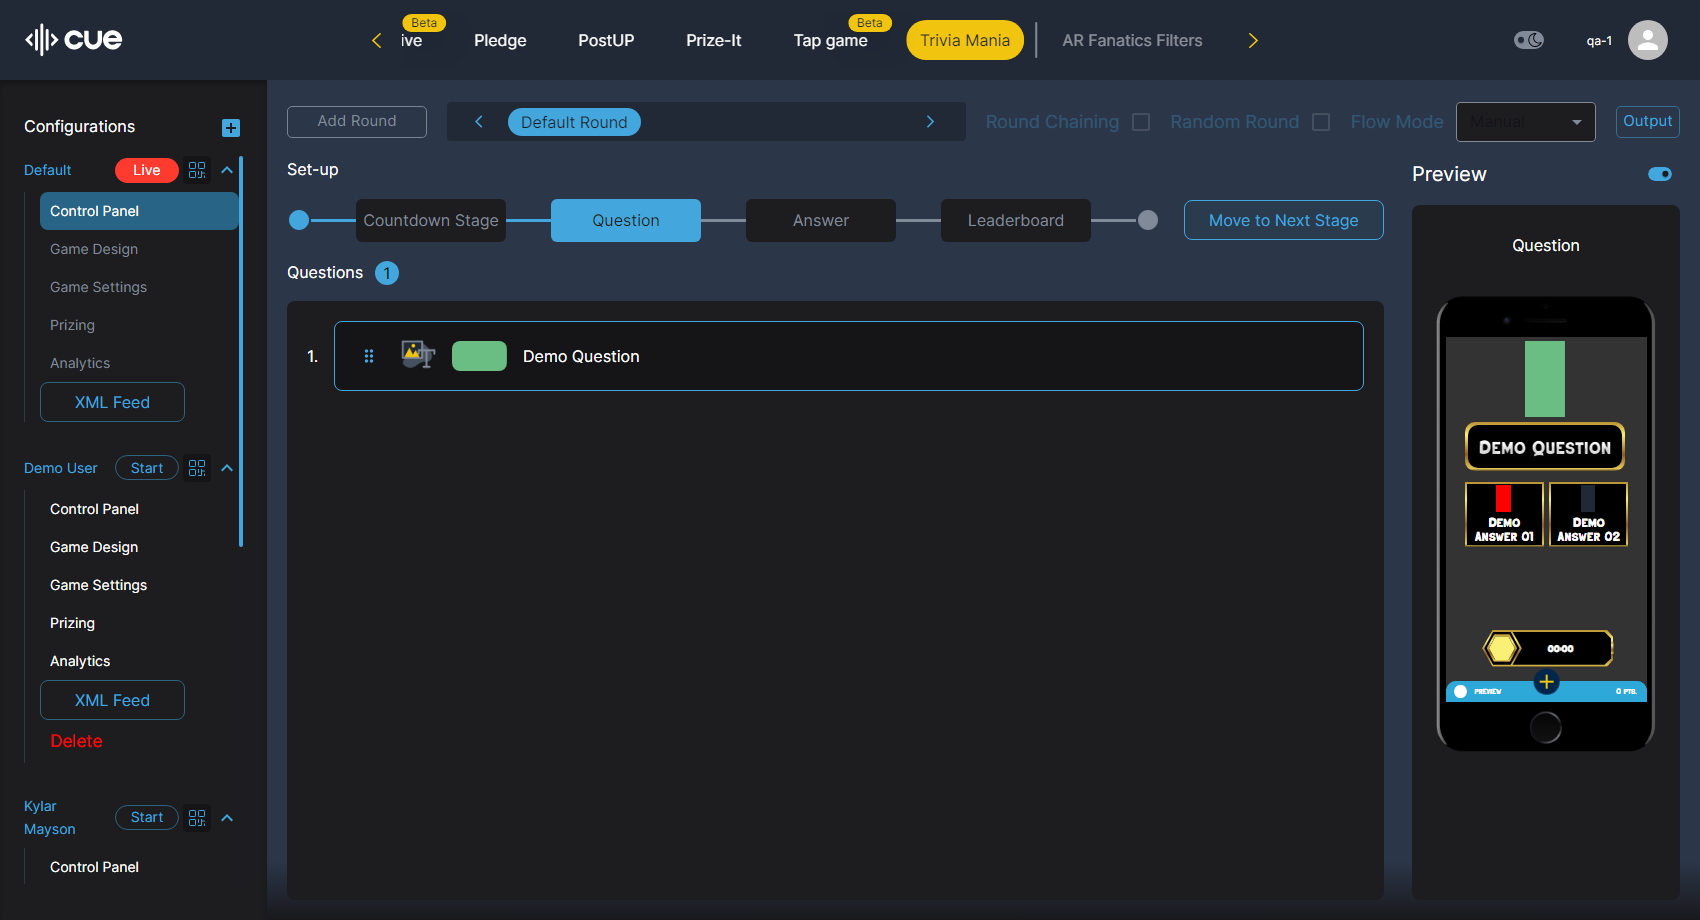 cue
Beta
ive
Pledge
PostUP
Prize-It
Tap game
Beta
Trivia Mania
AR Fanatics Filters
qa-1
Configurations
Default
Live
Control Panel
Game Design
Game Settings
Prizing
Analytics
XML Feed
Demo User
Start
Control Panel
Game Design
Game Settings
Prizing
Analytics
XML Feed
Delete
Kylar
Mayson
Start
Control Panel
Add Round
Default Round
Round Chaining
Random Round
Flow Mode
Manual
Output
Set-up
Countdown Stage
Question
Answer
Leaderboard
Move to Next Stage
Questions 1
1.
Demo Question
Preview
Question
Demo Question
Demo
Answer 01
Demo
Answer 02
00:00
PREVIEW
0 PTS.